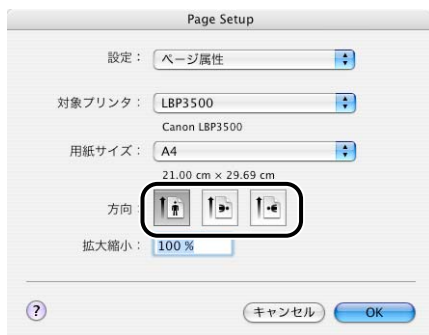 Page Setup
設定： ページ属性
対象プリンタ： LBP3500
Canon LBP3500
用紙サイズ： A4
21.00 cm × 29.69 cm
方向：
拡大縮小： 100 %
? キャンセル OK